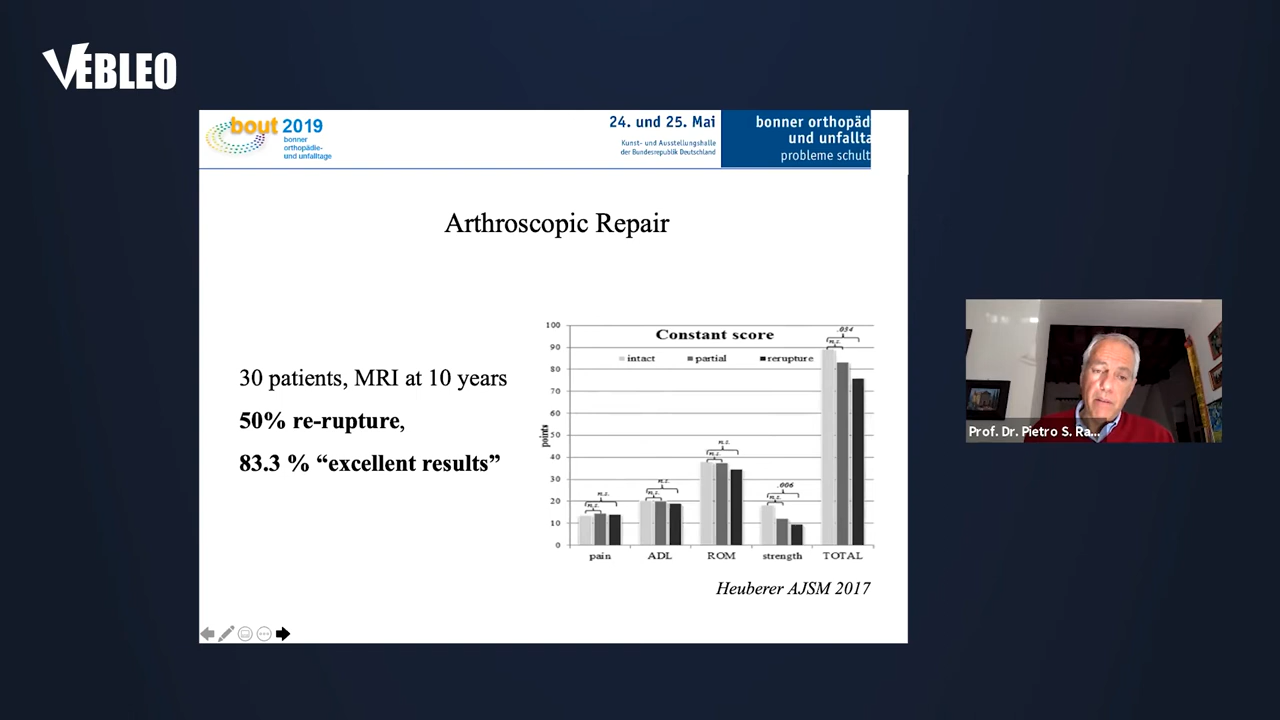 VEBLEO
bout 2019
bonner
orthopädie-
und unfalltage
24. und 25. Mai
Kunst- und Ausstellungshalle
der Bundesrepublik Deutschland
bonner orthopäd
und unfallta
probleme schult
Arthroscopic Repair
30 patients, MRI at 10 years
50% re-rupture,
83.3 % “excellent results”
Constant score
intact partial rerupture
points
100
90
80
70
60
50
40
30
20
10
0
n.s.
n.s.
n.s.
n.s.
n.s.
n.s.
.006
n.s.
.034
n.s.
pain ADL ROM strength TOTAL
Heuberer AJSM 2017
Prof. Dr. Pietro S. Ra...